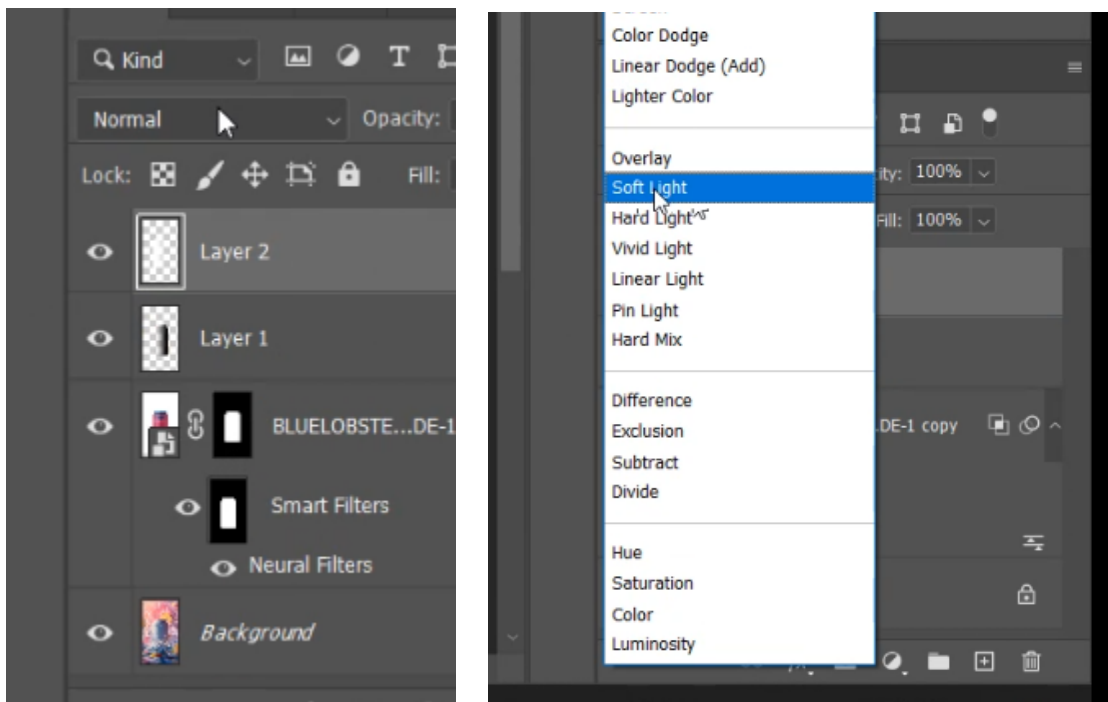 Kind
Normal
Opacity:
Lock:
Fill:
Layer 2
Layer 1
BLUELOBSTE...DE-1
Smart Filters
Neural Filters
Background
Color Dodge
Linear Dodge (Add)
Lighter Color
Overlay
Soft Light
Hard Light
Vivid Light
Linear Light
Pin Light
Hard Mix
Difference
Exclusion
Subtract
Divide
Hue
Saturation
Color
Luminosity
ity: 100%
Fill: 100%
.DE-1 copy